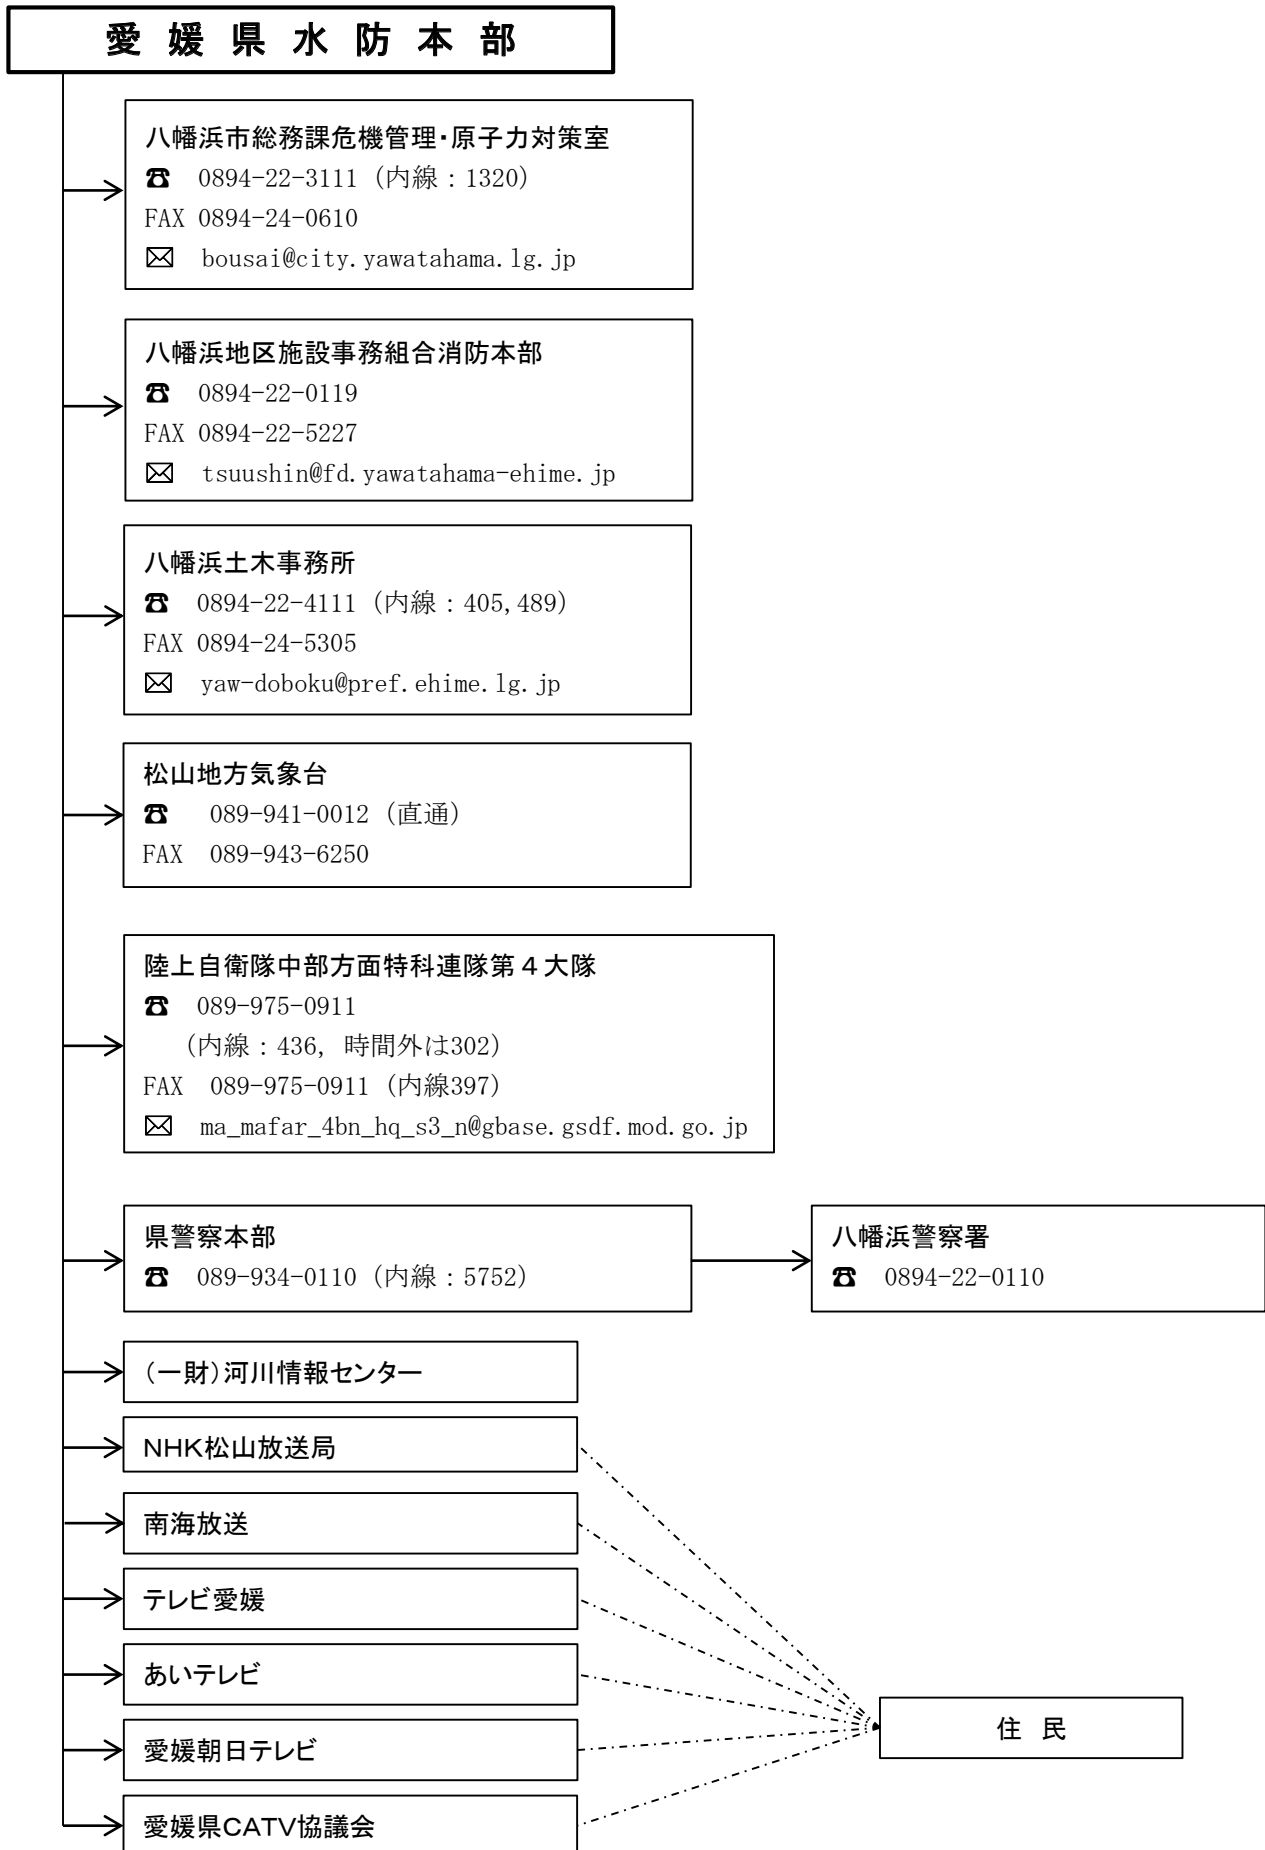 愛媛県水防本部
八幡浜市総務課危機管理・原子力対策室
☎ 0894-22-3111（内線：1320）
FAX 0894-24-0610
✉ bousai@city.yawatahama.lg.jp
八幡浜地区施設事務組合消防本部
☎ 0894-22-0119
FAX 0894-22-5227
✉ tsuushin@fd.yawatahama-ehime.jp
八幡浜土木事務所
☎ 0894-22-4111（内線：405,489）
FAX 0894-24-5305
✉ yaw-doboku@pref.ehime.lg.jp
松山地方気象台
☎ 089-941-0012（直通）
FAX 089-943-6250
陸上自衛隊中部方面特科連隊第４大隊
☎ 089-975-0911
（内線：436，時間外は302）
FAX 089-975-0911（内線397）
✉ ma_mafar_4bn_hq_s3_n@gbase.gsdf.mod.go.jp
県警察本部
☎ 089-934-0110（内線：5752）
八幡浜警察署
☎ 0894-22-0110
（一財）河川情報センター
NHK松山放送局
南海放送
テレビ愛媛
あいテレビ
愛媛朝日テレビ
愛媛県CATV協議会
住民